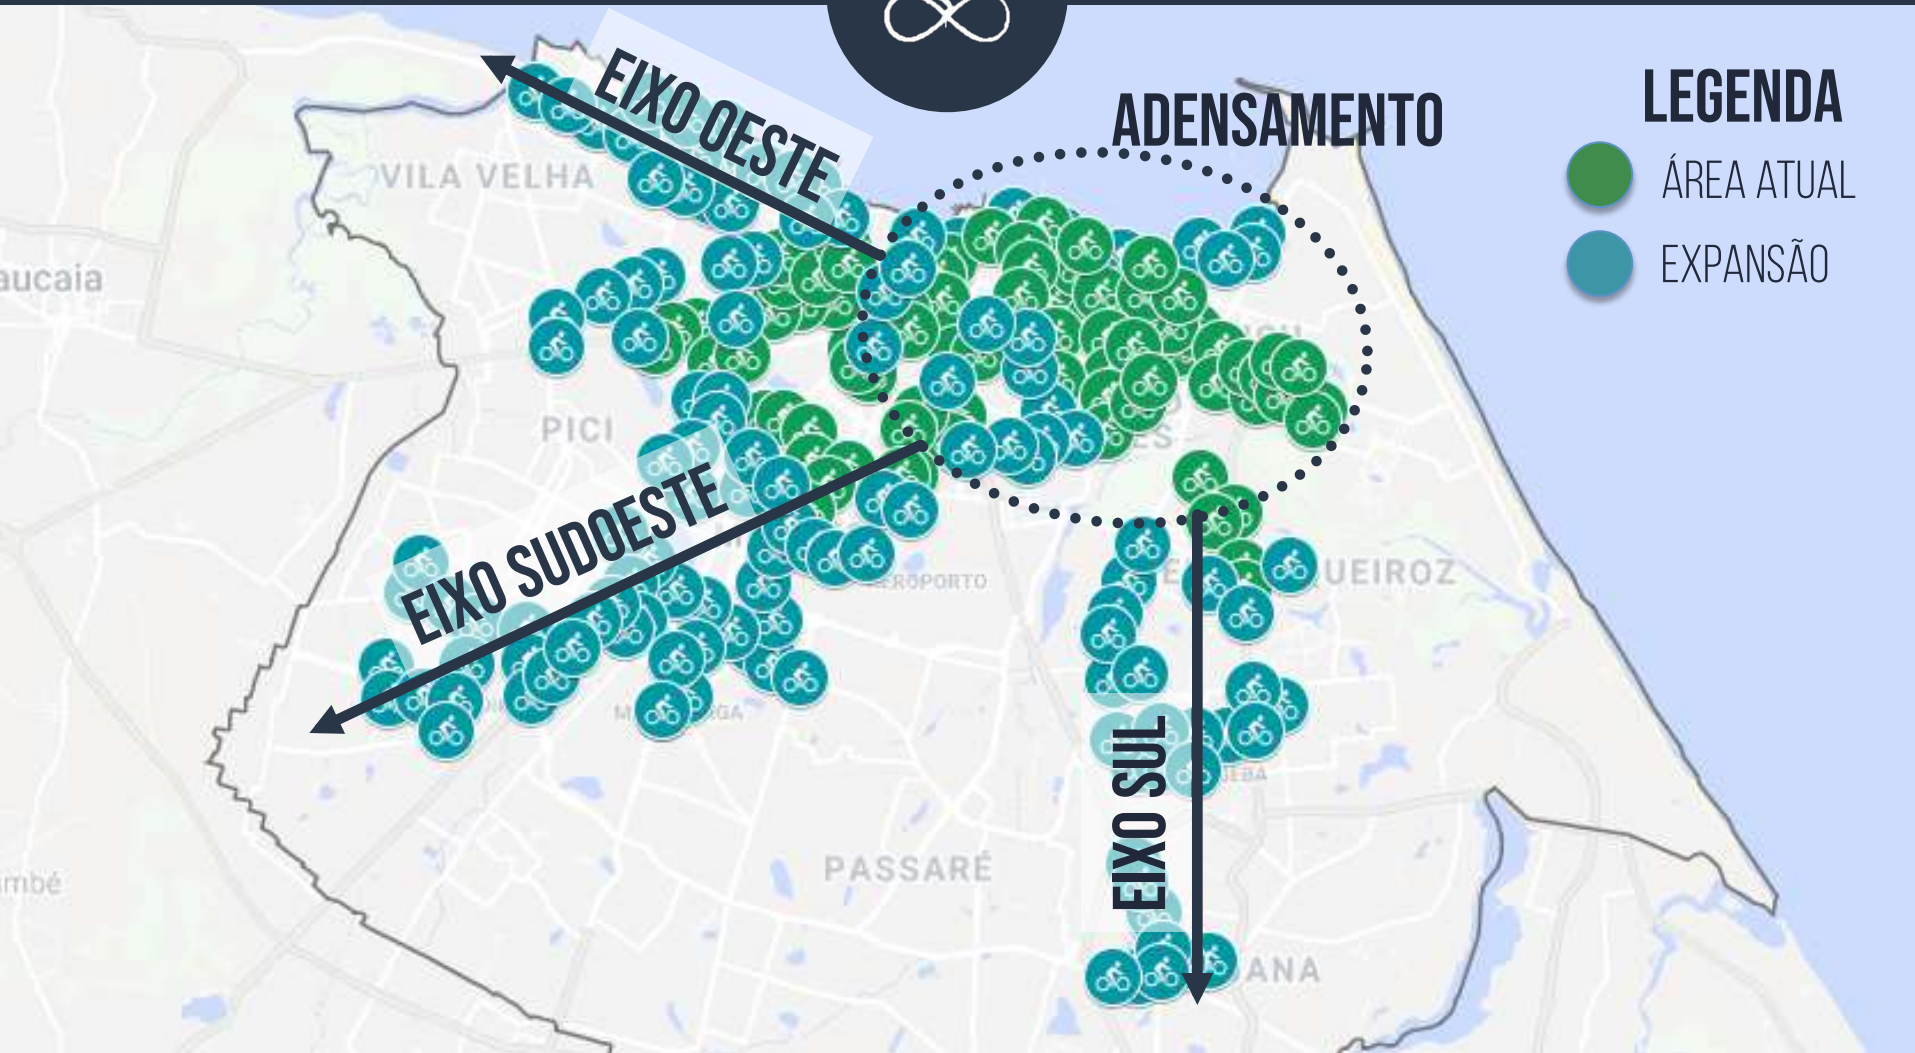 EIXO OESTE
ADENSAMENTO
LEGENDA
ÁREA ATUAL
EXPANSÃO
VILA VELHA
aucaia
PICI
EIXO SUDOESTE
EROPORTO
UEIROZ
EIXO SUL
PASSARÉ
mbé
ANA